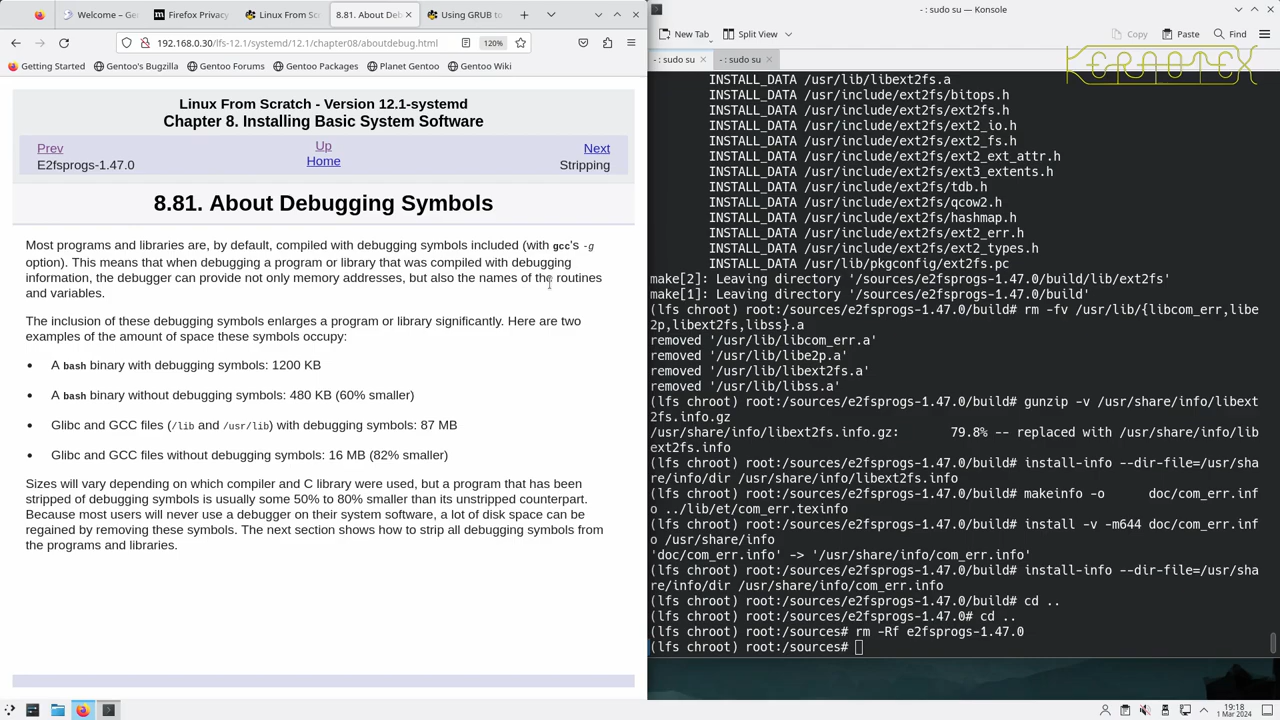 Welcome – Ge
Firefox Privacy
Linux From Scr
8.81. About Deb
Using GRUB to
192.168.0.30/lfs-12.1/systemd/12.1/chapter08/aboutdebug.html
120%
Getting Started
Gentoo's Bugzilla
Gentoo Forums
Gentoo Packages
Planet Gentoo
Gentoo Wiki
Linux From Scratch - Version 12.1-systemd
Chapter 8. Installing Basic System Software
Prev
Up
Next
E2fsprogs-1.47.0
Home
Stripping
8.81. About Debugging Symbols
Most programs and libraries are, by default, compiled with debugging symbols included (with gcc's -g
option). This means that when debugging a program or library that was compiled with debugging
information, the debugger can provide not only memory addresses, but also the names of the routines
and variables.
The inclusion of these debugging symbols enlarges a program or library significantly. Here are two
examples of the amount of space these symbols occupy:
• A bash binary with debugging symbols: 1200 KB
• A bash binary without debugging symbols: 480 KB (60% smaller)
• Glibc and GCC files (/lib and /usr/lib) with debugging symbols: 87 MB
• Glibc and GCC files without debugging symbols: 16 MB (82% smaller)
Sizes will vary depending on which compiler and C library were used, but a program that has been
stripped of debugging symbols is usually some 50% to 80% smaller than its unstripped counterpart.
Because most users will never use a debugger on their system software, a lot of disk space can be
regained by removing these symbols. The next section shows how to strip all debugging symbols from
the programs and libraries.
- : sudo su — Konsole
New Tab
Split View
Copy
Paste
Find
- : sudo su
- : sudo su
KERNOTEX
INSTALL_DATA /usr/lib/libext2fs.a
INSTALL_DATA /usr/include/ext2fs/bitops.h
INSTALL_DATA /usr/include/ext2fs/ext2fs.h
INSTALL_DATA /usr/include/ext2fs/ext2_io.h
INSTALL_DATA /usr/include/ext2fs/ext2_fs.h
INSTALL_DATA /usr/include/ext2fs/ext2_ext_attr.h
INSTALL_DATA /usr/include/ext2fs/ext3_extents.h
INSTALL_DATA /usr/include/ext2fs/tdb.h
INSTALL_DATA /usr/include/ext2fs/qcow2.h
INSTALL_DATA /usr/include/ext2fs/hashmap.h
INSTALL_DATA /usr/include/ext2fs/ext2_err.h
INSTALL_DATA /usr/include/ext2fs/ext2_types.h
INSTALL_DATA /usr/lib/pkgconfig/ext2fs.pc
make[2]: Leaving directory '/sources/e2fsprogs-1.47.0/build/lib/ext2fs'
make[1]: Leaving directory '/sources/e2fsprogs-1.47.0/build'
(lfs chroot) root:/sources/e2fsprogs-1.47.0/build# rm -fv /usr/lib/{libcom_err,libe
2p,libext2fs,libss}.a
removed '/usr/lib/libcom_err.a'
removed '/usr/lib/libe2p.a'
removed '/usr/lib/libext2fs.a'
removed '/usr/lib/libss.a'
(lfs chroot) root:/sources/e2fsprogs-1.47.0/build# gunzip -v /usr/share/info/libext
2fs.info.gz
/usr/share/info/libext2fs.info.gz: 79.8% -- replaced with /usr/share/info/lib
ext2fs.info
(lfs chroot) root:/sources/e2fsprogs-1.47.0/build# install-info --dir-file=/usr/sha
re/info/dir /usr/share/info/libext2fs.info
(lfs chroot) root:/sources/e2fsprogs-1.47.0/build# makeinfo -o doc/com_err.inf
o ../lib/et/com_err.texinfo
(lfs chroot) root:/sources/e2fsprogs-1.47.0/build# install -v -m644 doc/com_err.inf
o /usr/share/info
'doc/com_err.info' -> '/usr/share/info/com_err.info'
(lfs chroot) root:/sources/e2fsprogs-1.47.0/build# install-info --dir-file=/usr/sha
re/info/dir /usr/share/info/com_err.info
(lfs chroot) root:/sources/e2fsprogs-1.47.0/build# cd ..
(lfs chroot) root:/sources/e2fsprogs-1.47.0# cd ..
(lfs chroot) root:/sources# rm -Rf e2fsprogs-1.47.0
(lfs chroot) root:/sources#
19:18
1 Mar 2024